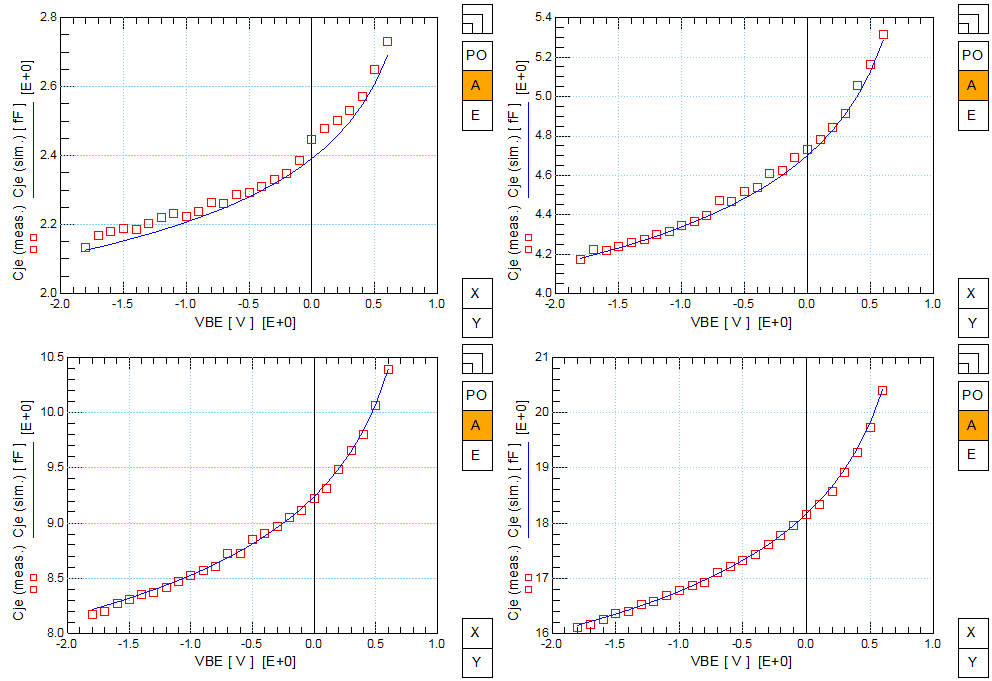 2.8
2.6
2.4
2.2
2.0
-2.0
-1.5
-1.0
-0.5
0.0
0.5
1.0
VBE [ V ]  [E+0]
Cje (meas.)  Cje (sim.) [ fF ]  [E+0]
PO
A
E
X
Y
5.4
5.2
5.0
4.8
4.6
4.4
4.2
4.0
-2.0
-1.5
-1.0
-0.5
0.0
0.5
1.0
VBE [ V ]  [E+0]
Cje (meas.)  Cje (sim.) [ fF ]  [E+0]
PO
A
E
X
Y
10.5
10.0
9.5
9.0
8.5
8.0
-2.0
-1.5
-1.0
-0.5
0.0
0.5
1.0
VBE [ V ]  [E+0]
Cje (meas.)  Cje (sim.) [ fF ]  [E+0]
PO
A
E
X
Y
21
20
19
18
17
16
-2.0
-1.5
-1.0
-0.5
0.0
0.5
1.0
VBE [ V ]  [E+0]
Cje (meas.)  Cje (sim.) [ fF ]  [E+0]
PO
A
E
X
Y